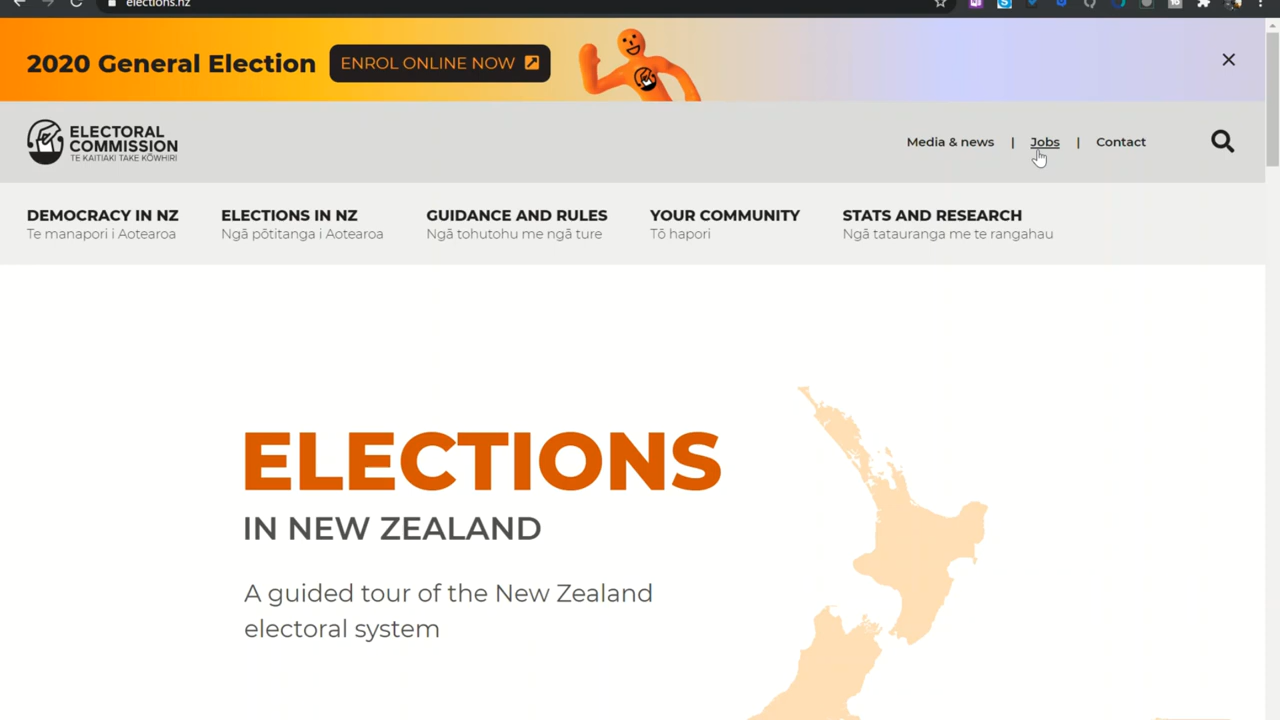 elections.nz
2020 General Election
ENROL ONLINE NOW
ELECTORAL
COMMISSION
TE KAITIAKI TAKE KŌWHIRI
Media & news | Jobs | Contact
DEMOCRACY IN NZ
Te manapori i Aotearoa
ELECTIONS IN NZ
Ngā pōtitanga i Aotearoa
GUIDANCE AND RULES
Ngā tohutohu me ngā ture
YOUR COMMUNITY
Tō hapori
STATS AND RESEARCH
Ngā tatauranga me te rangahau
ELECTIONS
IN NEW ZEALAND
A guided tour of the New Zealand
electoral system